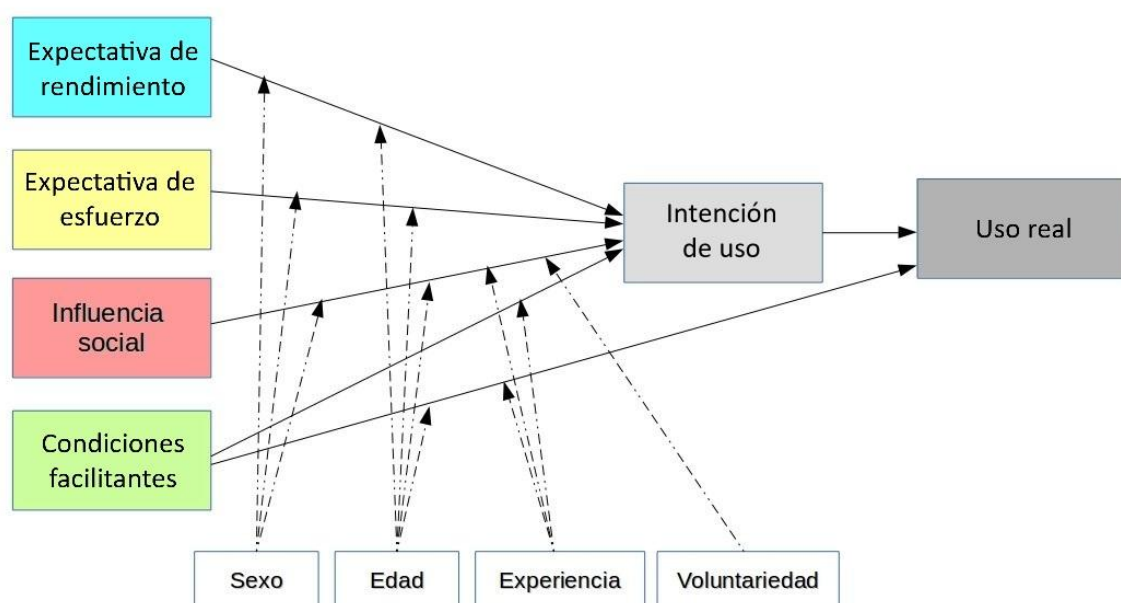 Expectativa de
rendimiento
Expectativa de
esfuerzo
Influencia
social
Condiciones
facilitantes
Intención
de uso
Uso real
Sexo
Edad
Experiencia
Voluntariedad